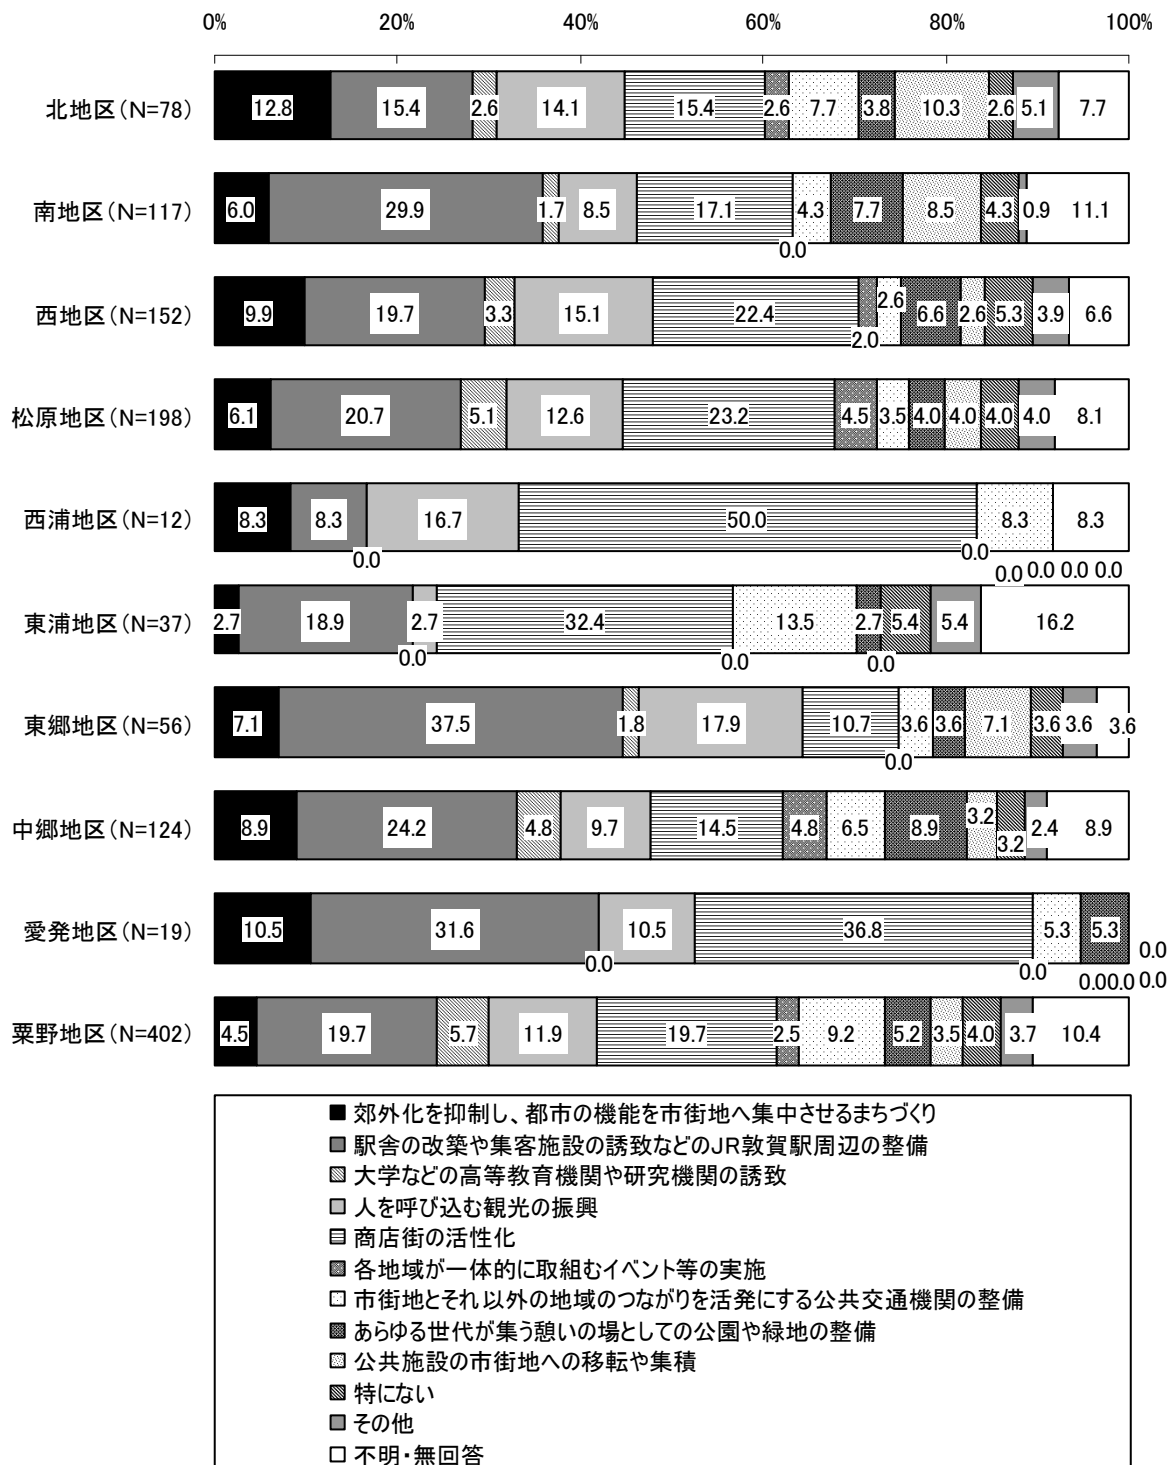 0% 20% 40% 60% 80% 100%
北地区(N=78) 12.8 15.4 2.6 14.1 15.4 2.6 7.7 3.8 10.3 2.6 5.1 7.7
南地区(N=117) 6.0 29.9 1.7 8.5 17.1 4.3 7.7 8.5 4.3 0.9 11.1
0.0
西地区(N=152) 9.9 19.7 3.3 15.1 22.4 2.6 6.6 2.6 5.3 3.9 6.6
2.0
松原地区(N=198) 6.1 20.7 5.1 12.6 23.2 4.5 3.5 4.0 4.0 4.0 4.0 8.1
西浦地区(N=12) 8.3 8.3 16.7 50.0 8.3 8.3
0.0 0.0
0.0 0.0 0.0 0.0
東浦地区(N=37) 2.7 18.9 2.7 32.4 13.5 2.7 5.4 5.4 16.2
0.0 0.0 0.0
東郷地区(N=56) 7.1 37.5 1.8 17.9 10.7 3.6 3.6 7.1 3.6 3.6 3.6
0.0
中郷地区(N=124) 8.9 24.2 4.8 9.7 14.5 4.8 6.5 8.9 3.2 3.2 2.4 8.9
愛発地区(N=19) 10.5 31.6 10.5 36.8 5.3 5.3
0.0
0.0 0.0 0.0 0.0 0.0
粟野地区(N=402) 4.5 19.7 5.7 11.9 19.7 2.5 9.2 5.2 3.5 4.0 3.7 10.4
郊外化を抑制し、都市の機能を市街地へ集中させるまちづくり
駅舎の改築や集客施設の誘致などのJR敦賀駅周辺の整備
大学などの高等教育機関や研究機関の誘致
人を呼び込む観光の振興
商店街の活性化
各地域が一体的に取組むイベント等の実施
市街地とそれ以外の地域のつながりを活発にする公共交通機関の整備
あらゆる世代が集う憩いの場としての公園や緑地の整備
公共施設の市街地への移転や集積
特にない
その他
不明・無回答